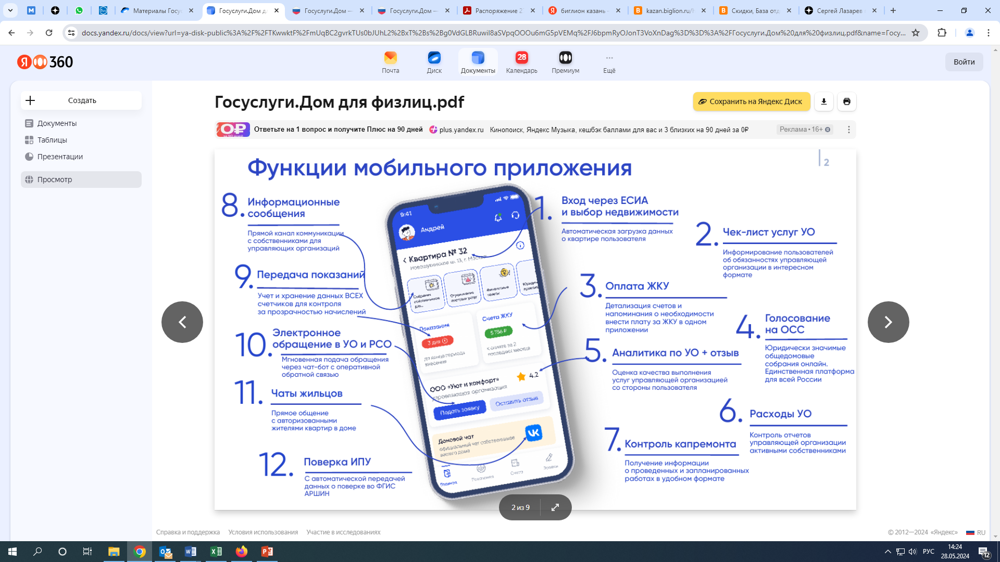 Материалы Госус
Госуслуги.Дом дл
Госуслуги.Дом —
Госуслуги.Дом —
Распоряжение 2
биглион казань -
kazan.biglion.ru/h
Скидки, База отд
Сергей Лазарев
docs.yandex.ru/docs/view?url=ya-disk-public%3A%2F%2FTKwwktF%2FmUqBC2gvrkTUs0bJUhL2%2BxT%2Bs%2Bg0VdGLBRuwiI8aSVpqOOOu6mG5pVEMq%2FJ6bpmRyOJonT3VoXnDag%3D%3D%3A%2FГосуслуги.Дом%20для%20физлиц.pdf&name=Госу...
Я 360
Почта
Диск
Документы
28
Календарь
Премиум
Ещё
Войти
Создать
Документы
Таблицы
Презентации
Просмотр
Госуслуги.Дом для физлиц.pdf
Сохранить на Яндекс Диск
0₽
за 90 дней
Ответьте на 1 вопрос и получите Плюс на 90 дней
plus.yandex.ru
Кинопоиск, Яндекс Музыка, кешбэк баллами для вас и 3 близких на 90 дней за 0₽
Реклама • 16+
Функции мобильного приложения
2
8.
Информационные
сообщения
Прямой канал коммуникации
с собственниками для
управляющих организаций
9.
Передача показаний
Учет и хранение данных ВСЕХ
счетчиков для контроля
за прозрачностью начислений
10.
Электронное
обращение в УО и РСО
Мгновенная подача обращения
через чат-бот с оперативной
обратной связью
11.
Чаты жильцов
Прямое общение
с авторизованными
жителями квартир в доме
12.
Поверка ИПУ
С автоматической передачей
данных о поверке во ФГИС
АРШИН
9:41
Андрей
Квартира № 32
Новощукинское ш. 13, г. Москва
Собрания
собственников
дом...
Ограничение
поставки услуг
Финансовые
советы
Показания
3 дня
до конца периода
внесения
Счета ЖКУ
5 756 ₽
к оплате за 2
последних месяца
ООО «Уют и комфорт»
управляющая организация
4.2
Подать заявку
Оставить отзыв
Домовой чат
официальный чат собственников
вашего дома
Главная
Показания
Счета
Заявки
1.
Вход через ЕСИА
и выбор недвижимости
Автоматическая загрузка данных
о квартире пользователя
2.
Чек-лист услуг УО
Информирование пользователей
об обязанностях управляющей
организации в интересном
формате
3.
Оплата ЖКУ
Детализация счетов и
напоминания о необходимости
внести плату за ЖКУ в одном
приложении
4.
Голосование
на ОСС
Юридически значимые
общедомовые
собрания онлайн.
Единственная платформа
для всей России
5.
Аналитика по УО + отзыв
Оценка качества выполнения
услуг управляющей организацией
со стороны пользователя
6.
Расходы УО
Контроль отчетов
управляющей организации
активными собственниками
7.
Контроль капремонта
Получение информации
о проведенных и запланированных
работах в удобном формате
2 из 9
Справка и поддержка
Условия использования
Участие в исследованиях
© 2012—2024 «Яндекс»
RU
РУС
14:24
28.05.2024
12